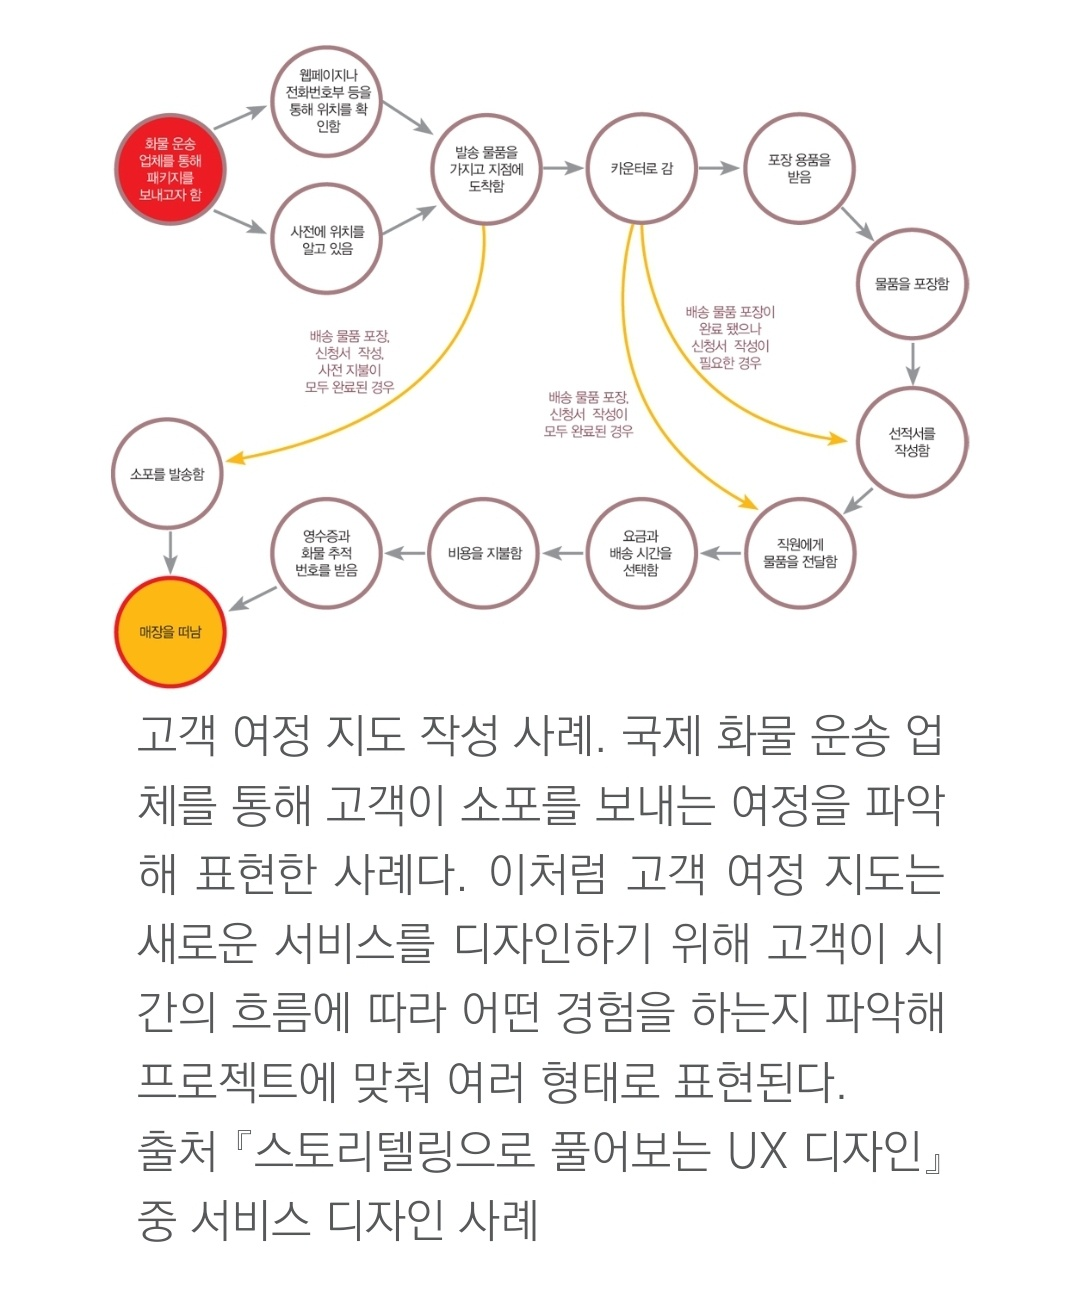 화물 운송
업체를 통해
패키지를
보내고자 함
웹페이지나
전화번호부 등을
통해 위치를 확
인함
사전에 위치를
알고 있음
발송 물품을
가지고 지점에
도착함
카운터로 감
포장 용품을
받음
물품을 포장함
배송 물품 포장,
신청서 작성,
사전 지불이
모두 완료된 경우
배송 물품 포장이
완료 됐으나
신청서 작성이
필요한 경우
배송 물품 포장,
신청서 작성이
모두 완료된 경우
선적서를
작성함
소포를 발송함
직원에게
물품을 전달함
요금과
배송 시간을
선택함
비용을 지불함
영수증과
화물 추적
번호를 받음
매장을 떠남
고객 여정 지도 작성 사례. 국제 화물 운송 업
체를 통해 고객이 소포를 보내는 여정을 파악
해 표현한 사례다. 이처럼 고객 여정 지도는
새로운 서비스를 디자인하기 위해 고객이 시
간의 흐름에 따라 어떤 경험을 하는지 파악해
프로젝트에 맞춰 여러 형태로 표현된다.
출처 『스토리텔링으로 풀어보는 UX 디자인』
중 서비스 디자인 사례